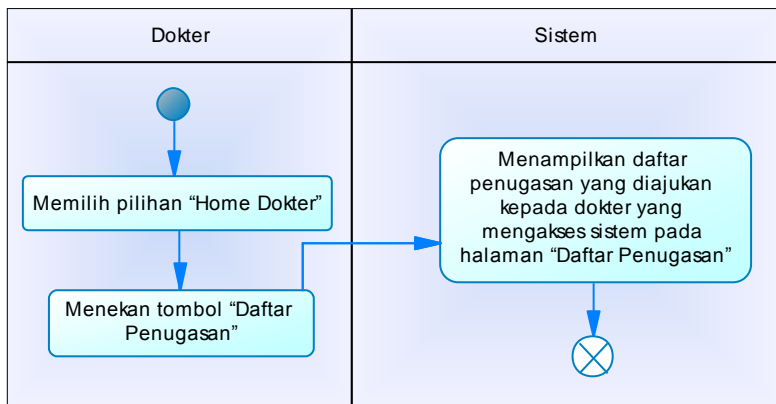 Dokter
Sistem
Memilih pilihan “Home Dokter”
Menekan tombol “Daftar
Penugasan”
Menampilkan daftar
penugasan yang diajukan
kepada dokter yang
mengakses sistem pada
halaman “Daftar Penugasan”